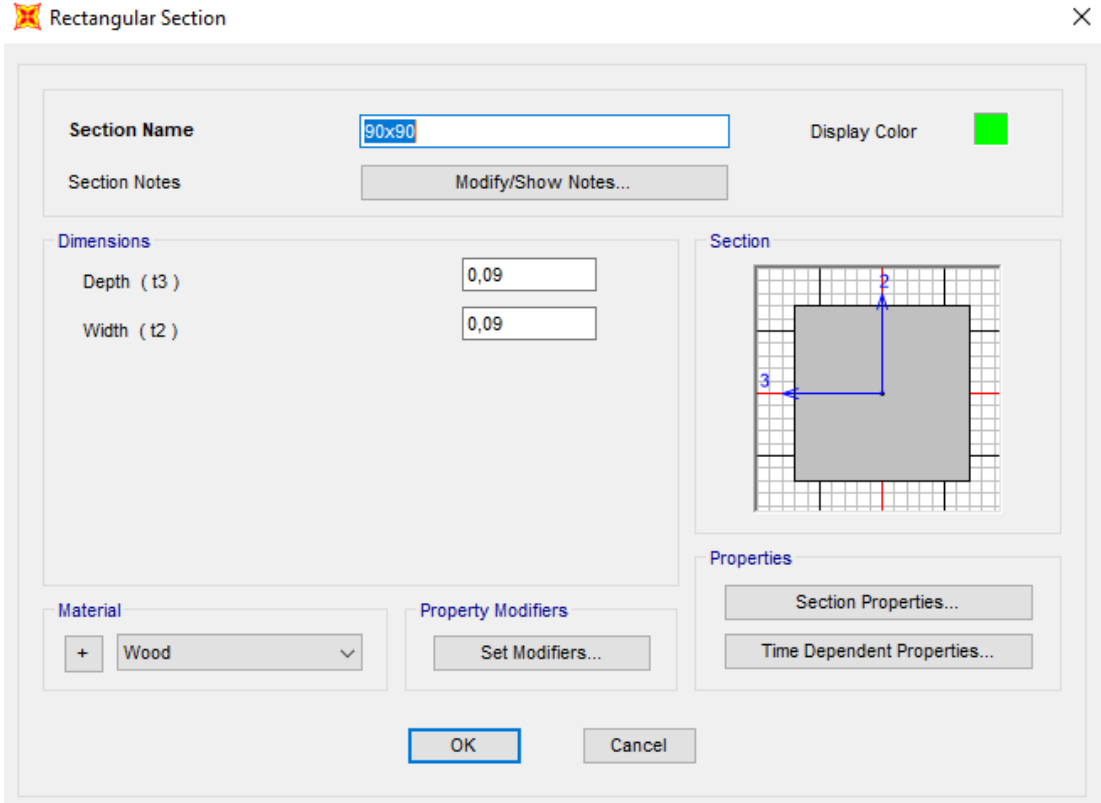 Rectangular Section
Section Name 90x90 Display Color
Section Notes Modify/Show Notes...
Dimensions
Depth ( t3 ) 0,09
Width ( t2 ) 0,09
Section
2
3
Properties
Section Properties...
Time Dependent Properties...
Material
+ Wood
Property Modifiers
Set Modifiers...
OK Cancel